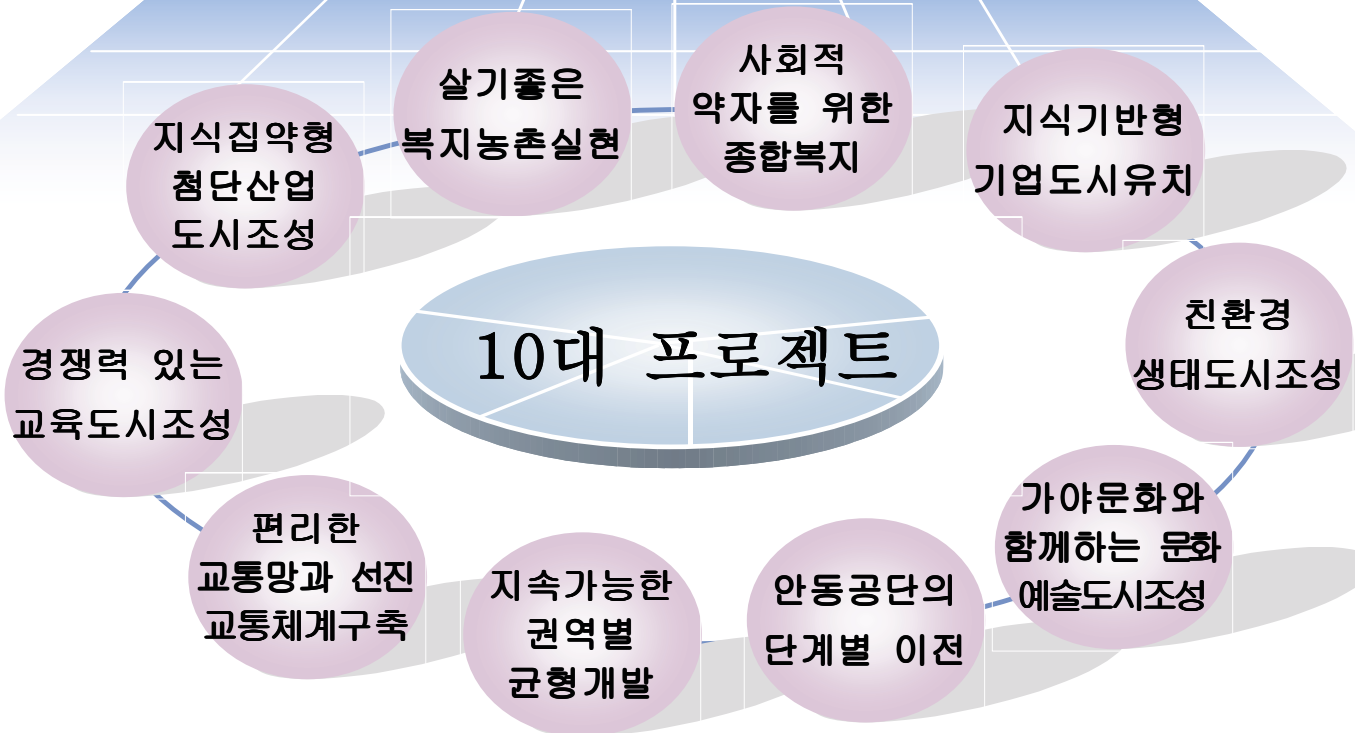 살기좋은
복지농촌실현
사회적
약자를 위한
종합복지
지식기반형
기업도시유치
지식집약형
첨단산업
도시조성
친환경
생태도시조성
10대 프로젝트
경쟁력 있는
교육도시조성
가야문화와
함께하는 문화
예술도시조성
편리한
교통망과 선진
교통체계구축
지속가능한
권역별
균형개발
안동공단의
단계별 이전